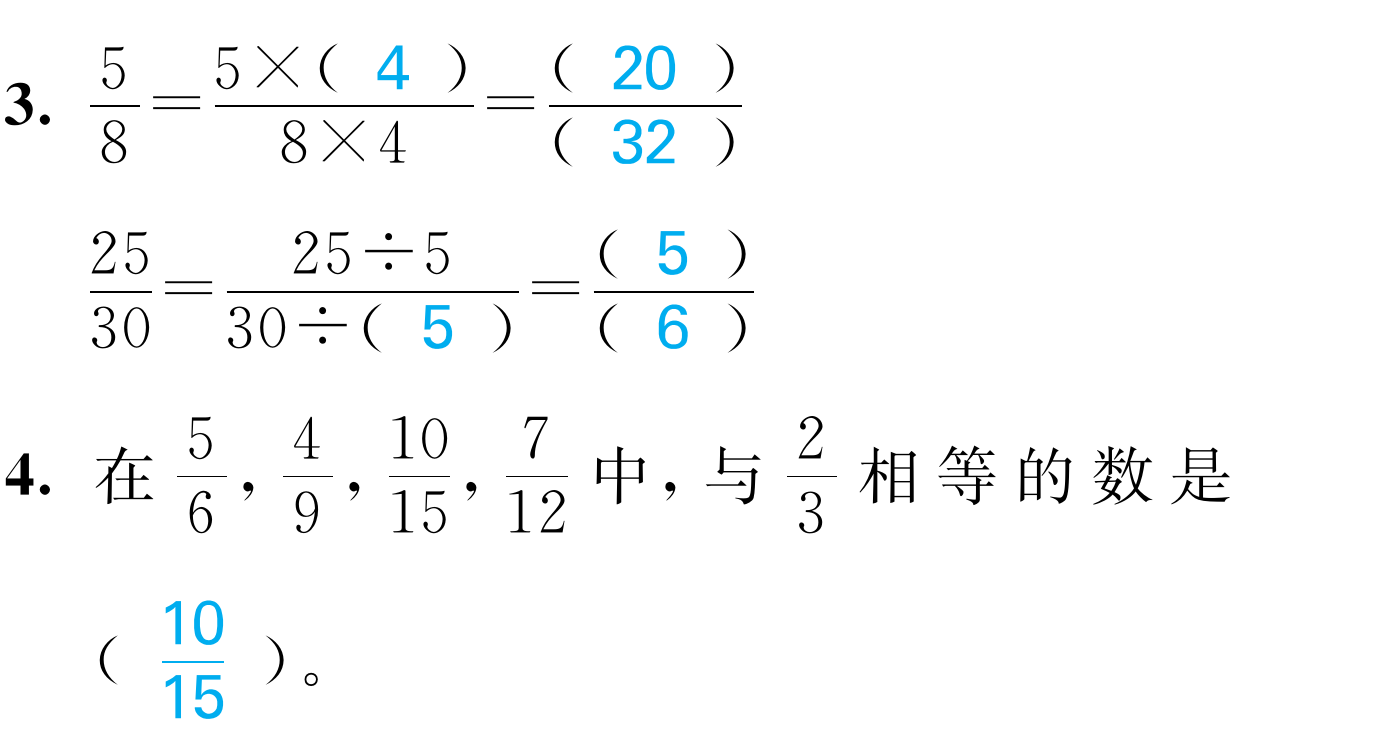 3. 5/8=5×( 4 )/8×4=( 20 )/( 32 )
25/30=25÷5/30÷( 5 )=( 5 )/( 6 )
4. 在 5/6, 4/9, 10/15, 7/12 中, 与 2/3 相等的数是
( 10/15 )。